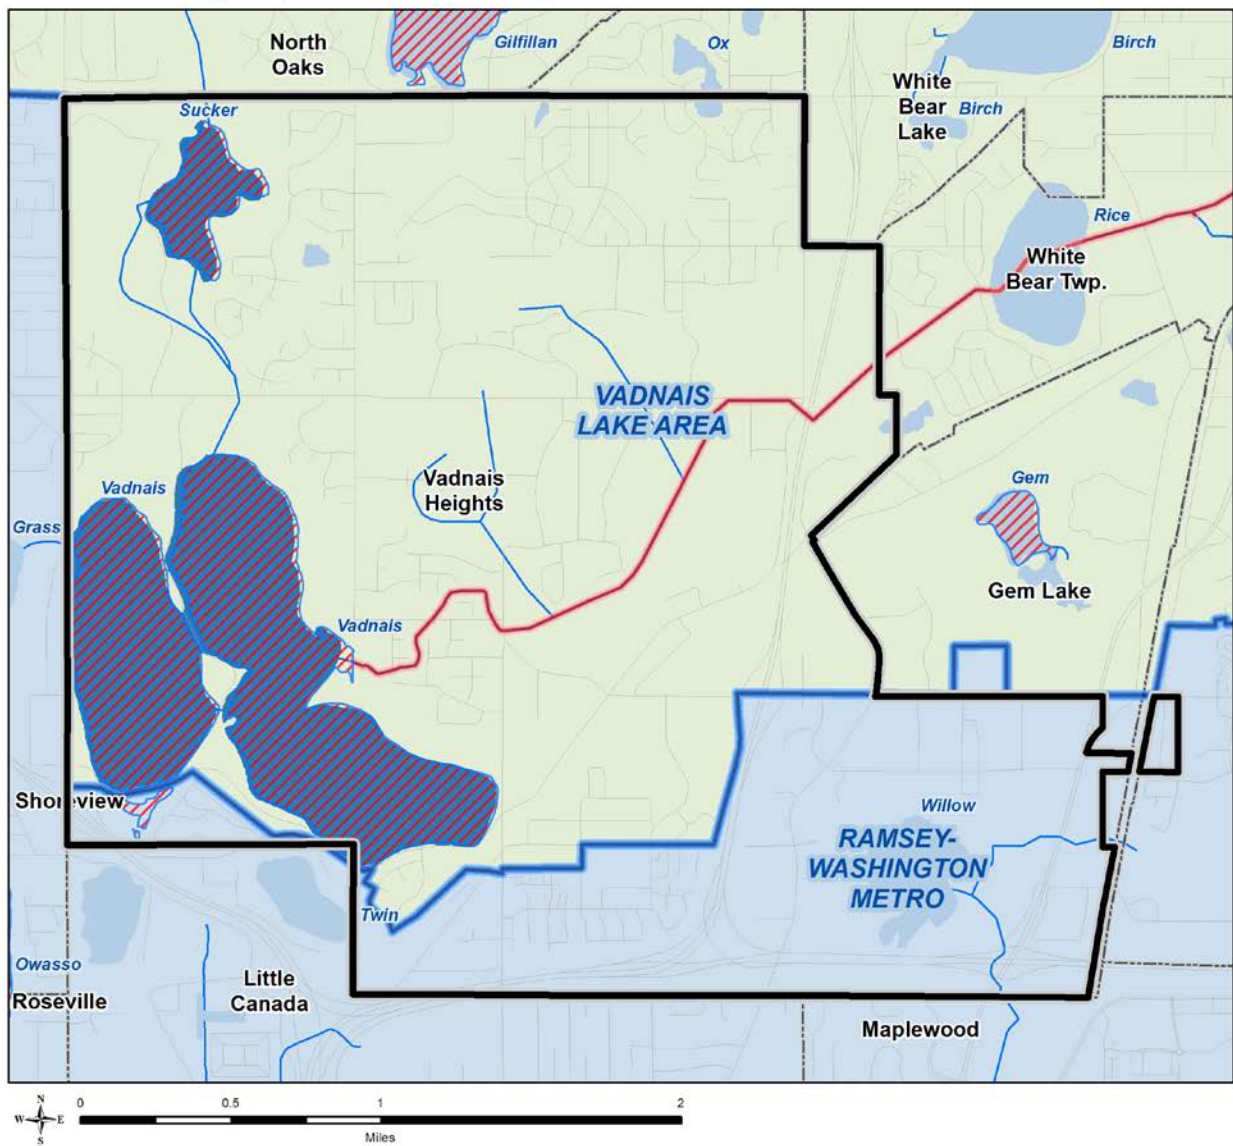 North
Oaks
Gilfillan
Ox
Birch
White
Bear
Lake
Birch
Sucker
Rice
White
Bear Twp.
VADNAIS
LAKE AREA
Vadnais
Heights
Vadnais
Grass
Gem
Gem Lake
Vadnais
Shoreview
Willow
RAMSEY-
WASHINGTON
METRO
Twin
Owasso
Roseville
Little
Canada
Maplewood
N
W E
S
0 0.5 1 2
Miles